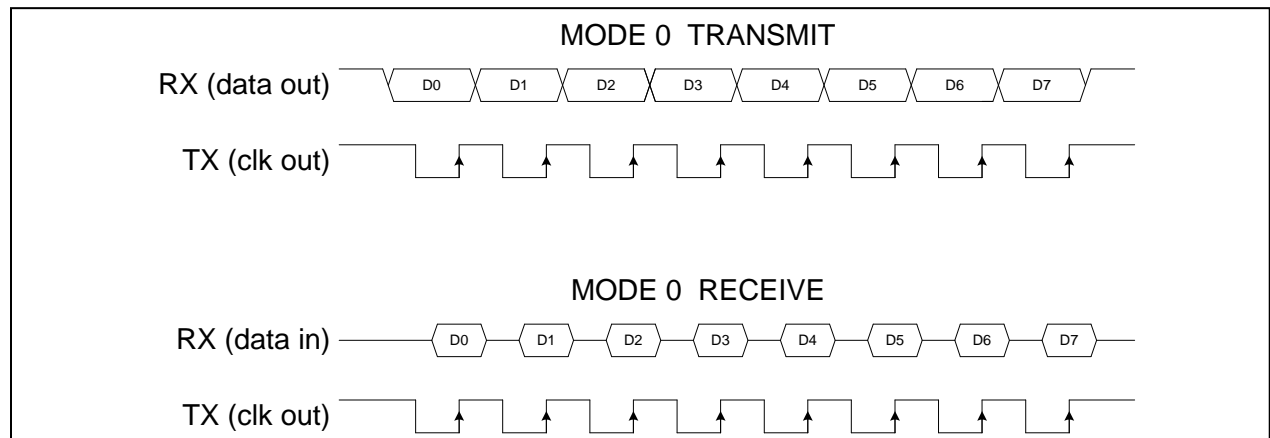 MODE 0 TRANSMIT
RX (data out) D0 D1 D2 D3 D4 D5 D6 D7
TX (clk out)
MODE 0 RECEIVE
RX (data in) D0 D1 D2 D3 D4 D5 D6 D7
TX (clk out)